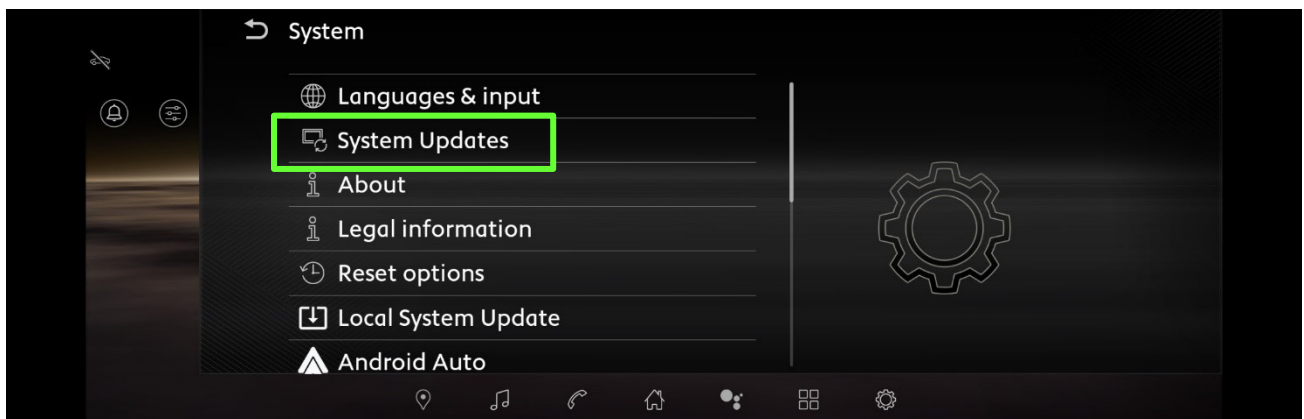 System
Languages & input
System Updates
About
Legal information
Reset options
Local System Update
Android Auto